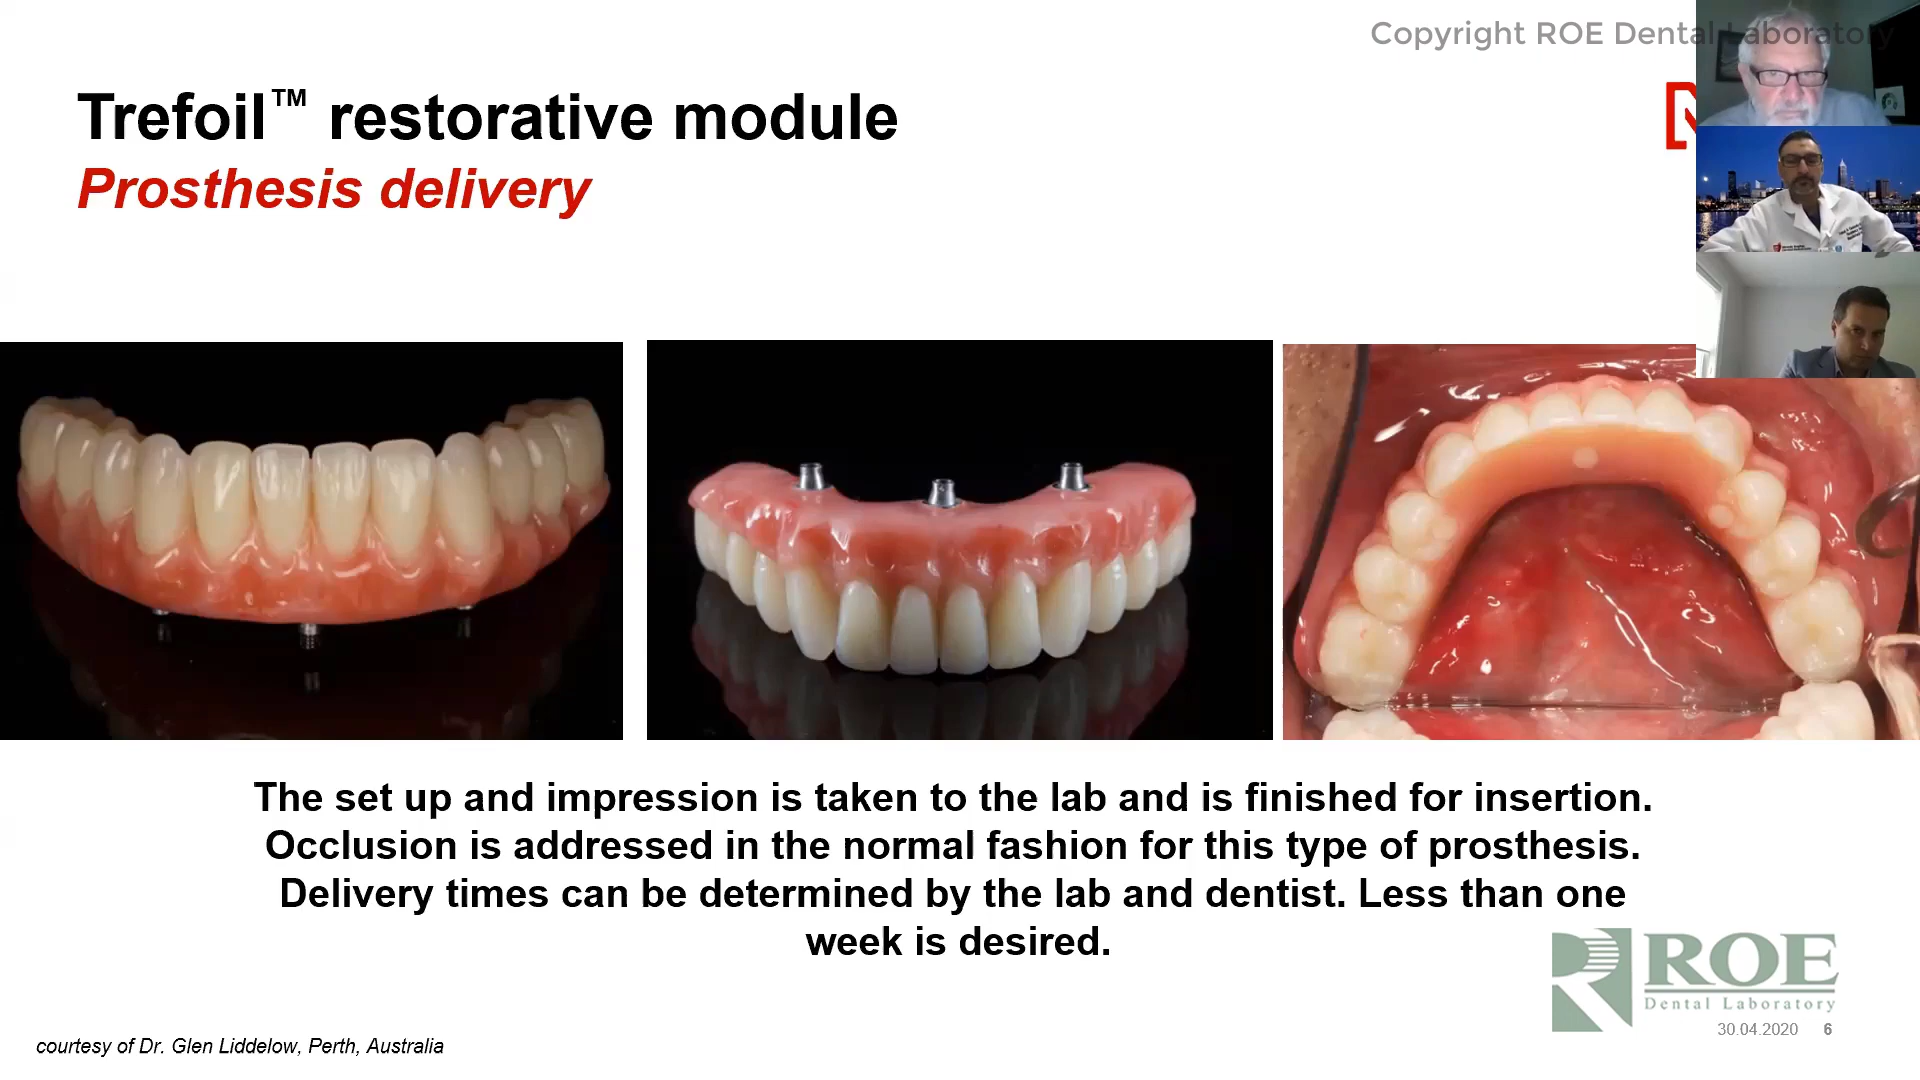 Copyright ROE Dental Laboratory
Trefoil™ restorative module
Prosthesis delivery
The set up and impression is taken to the lab and is finished for insertion.
Occlusion is addressed in the normal fashion for this type of prosthesis.
Delivery times can be determined by the lab and dentist. Less than one
week is desired.
ROE
Dental Laboratory
30.04.2020 6
courtesy of Dr. Glen Liddelow, Perth, Australia